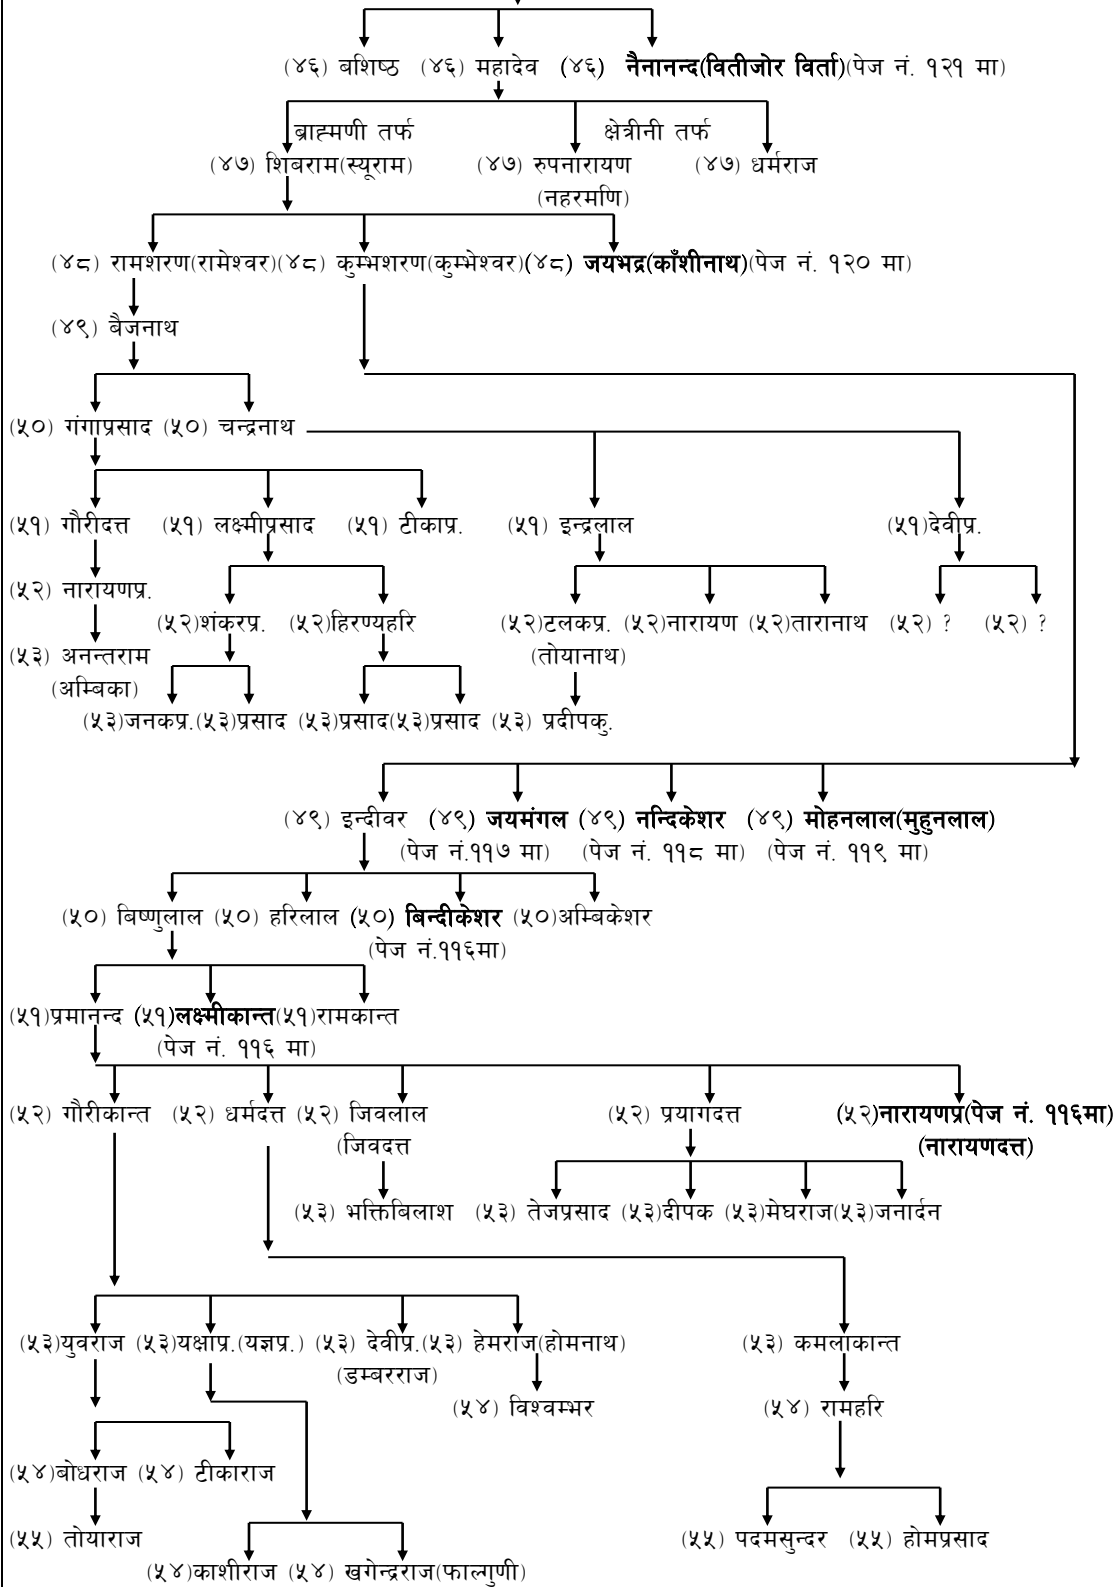 (४६) बशिष्ठ (४६) महादेव (४६) नैनानन्द(वितीजोर विर्ता)(पेज नं. १२१ मा)
ब्राह्मणी तर्फ क्षेत्रीनी तर्फ
(४७) शिबराम(स्यूराम) (४७) रुपनारायण (४७) धर्मराज
(नहरमणि)
(४८) रामशरण(रामेश्वर)(४८) कुम्भशरण(कुम्भेश्वर)(४८) जयभद्र(काँशीनाथ)(पेज नं. १२० मा)
(४९) बैजनाथ
(५०) गंगाप्रसाद (५०) चन्द्रनाथ
(५१) गौरीदत्त (५१) लक्ष्मीप्रसाद (५१) टीकाप्र. (५१) इन्द्रलाल (५१)देवीप्र.
(५२) नारायणप्र.
(५२)शंकरप्र. (५२)हिरण्यहरि (५२)टलकप्र. (५२)नारायण (५२)तारानाथ (५२) ? (५२) ?
(५३) अनन्तराम (तोयानाथ)
(अम्बिका)
(५३)जनकप्र.(५३)प्रसाद (५३)प्रसाद(५३)प्रसाद (५३) प्रदीपकु.
(४९) इन्दीवर (४९) जयमंगल (४९) नन्दिकेशर (४९) मोहनलाल(मुहुनलाल)
(पेज नं.११७ मा) (पेज नं. ११८ मा) (पेज नं. ११९ मा)
(५०) बिष्णुलाल (५०) हरिलाल (५०) बिन्दीकेशर (५०)अम्बिकेशर
(पेज नं.११६मा)
(५१)प्रमानन्द (५१)लक्ष्मीकान्त(५१)रामकान्त
(पेज नं. ११६ मा)
(५२) गौरीकान्त (५२) धर्मदत्त (५२) जिवलाल (५२) प्रयागदत्त (५२)नारायणप्र(पेज नं. ११६मा)
(जिवदत्त (नारायणदत्त)
(५३) भक्तिबिलाश (५३) तेजप्रसाद (५३)दीपक (५३)मेघराज(५३)जनार्दन
(५३)युवराज (५३)यक्षाप्र.(यज्ञप्र.) (५३) देवीप्र.(५३) हेमराज(होमनाथ) (५३) कमलाकान्त
(डम्बरराज)
(५४) विश्वम्भर (५४) रामहरि
(५४)बोधराज (५४) टीकाराज
(५५) तोयाराज (५५) पदमसुन्दर (५५) होमप्रसाद
(५४)काशीराज (५४) खगेन्द्रराज(फाल्गुणी)